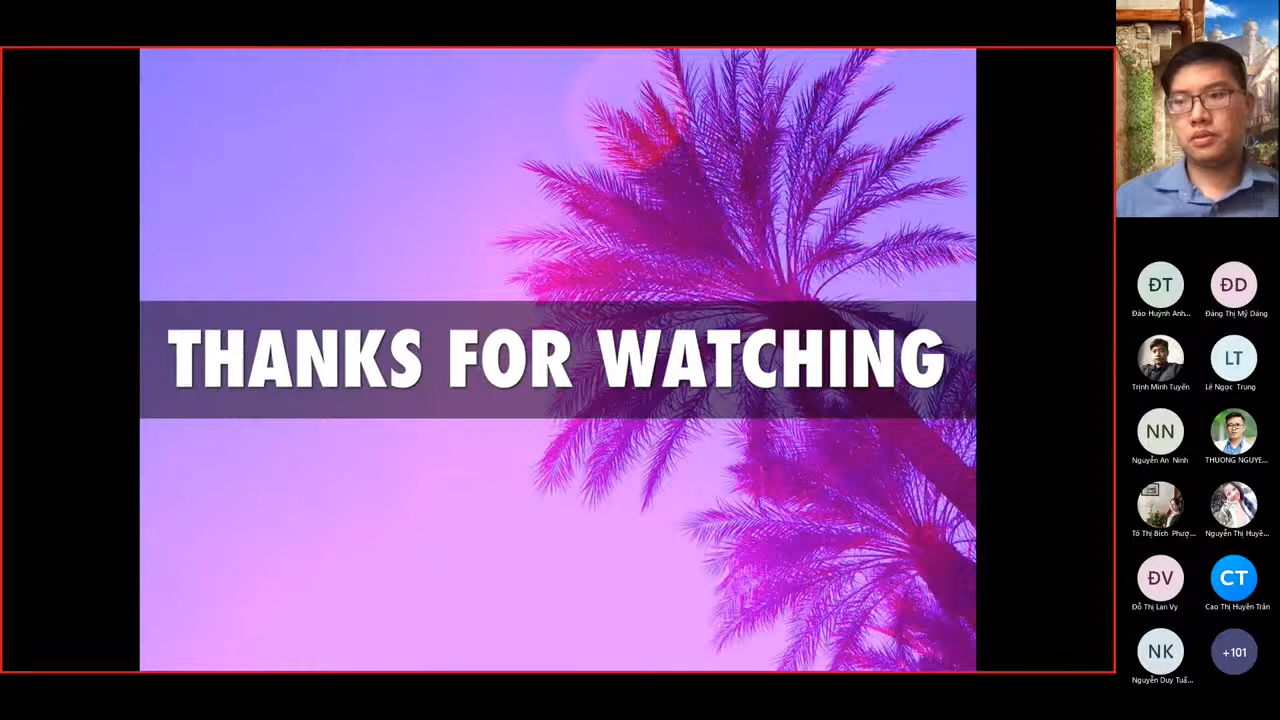 THANKS FOR WATCHING
ĐT
ĐD
Đào Huỳnh Anh...
Đàng Thị Mỹ Dáng
LT
Trịnh Minh Tuyến
Lê Ngọc Trung
NN
Nguyễn An Ninh
THUONG NGUYE...
Tô Thị Bích Phượ...
Nguyễn Thị Huyề...
ĐV
CT
Đỗ Thị Lan Vy
Cao Thị Huyền Trân
NK
+101
Nguyễn Duy Tuấ...